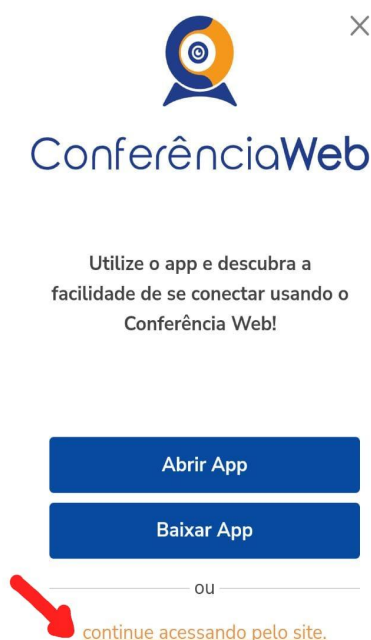 ConferênciaWeb
Utilize o app e descubra a
facilidade de se conectar usando o
Conferência Web!
Abrir App
Baixar App
ou
continue acessando pelo site.